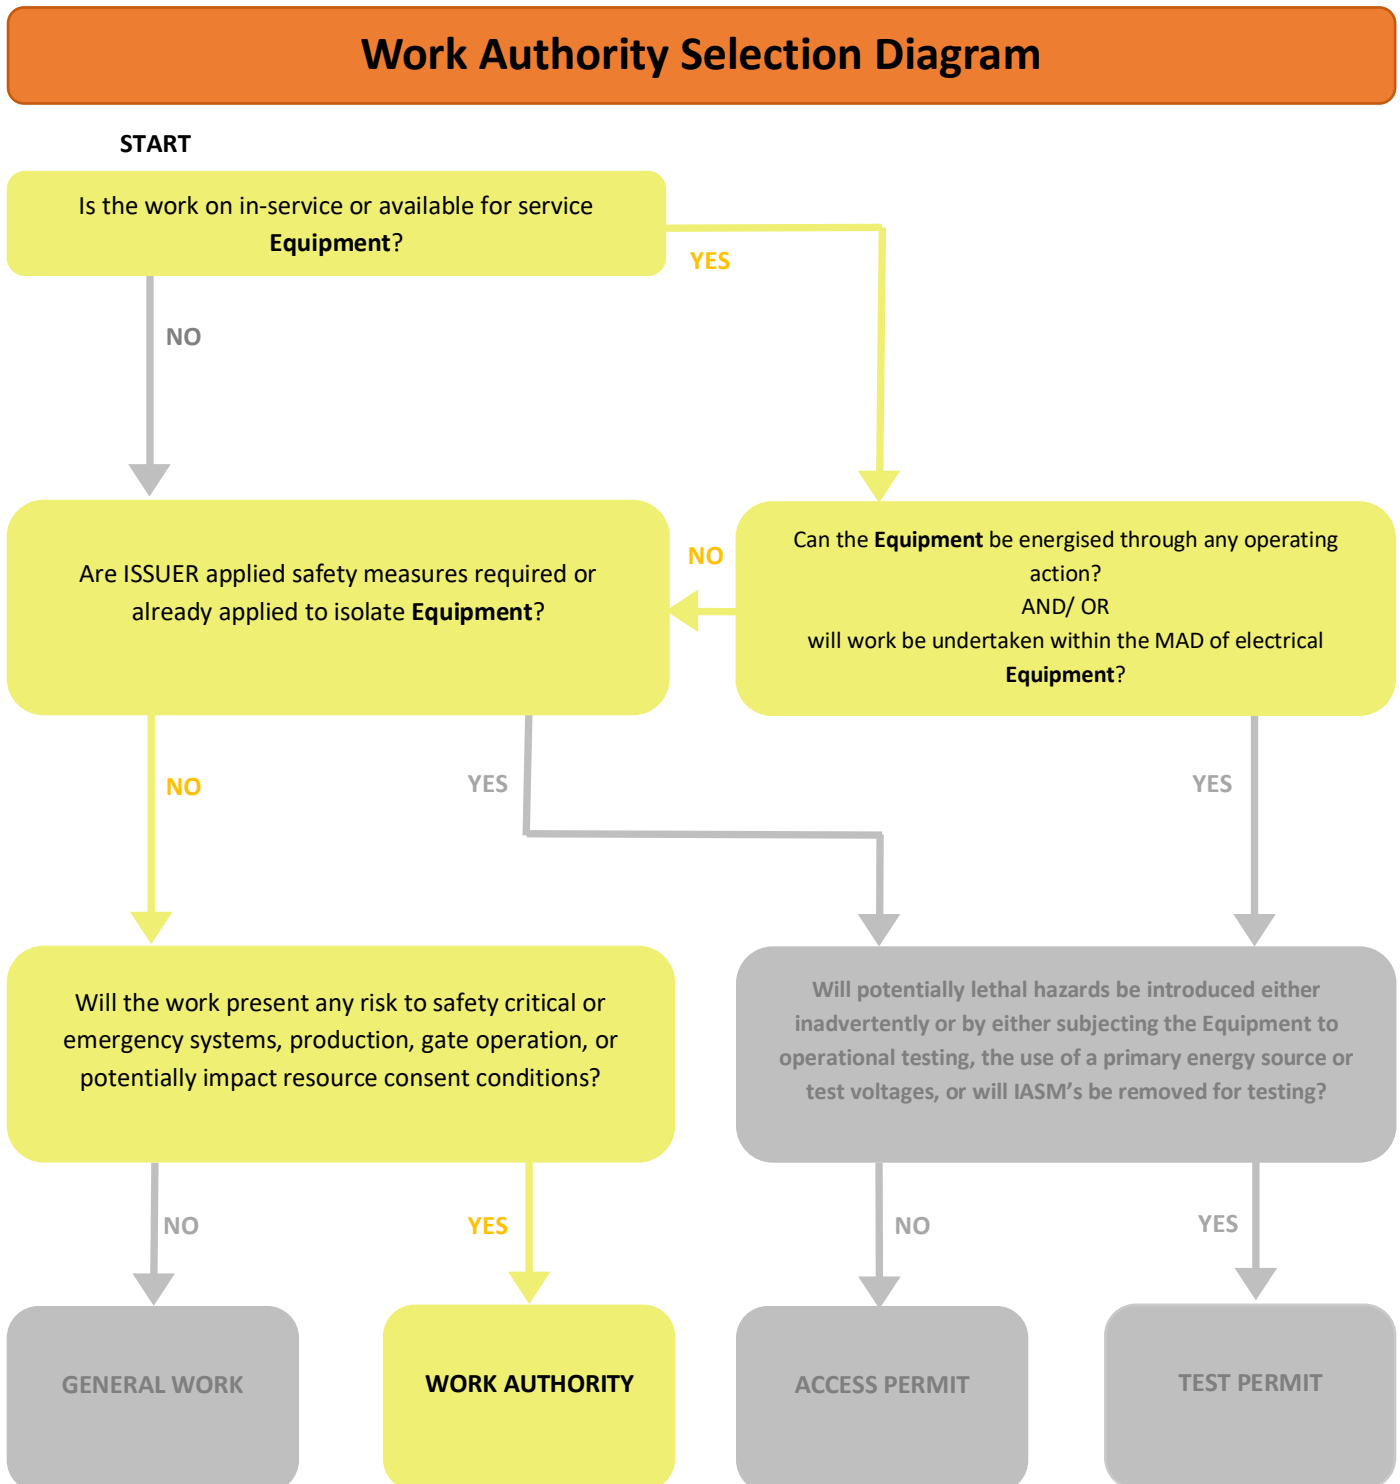 Work Authority Selection Diagram
START
Is the work on in-service or available for service
Equipment?
YES
NO
Are ISSUER applied safety measures required or
already applied to isolate Equipment?
NO
Can the Equipment be energised through any operating
action?
AND/ OR
will work be undertaken within the MAD of electrical
Equipment?
NO
YES
YES
Will the work present any risk to safety critical or
emergency systems, production, gate operation, or
potentially impact resource consent conditions?
Will potentially lethal hazards be introduced either
inadvertently or by either subjecting the Equipment to
operational testing, the use of a primary energy source or
test voltages, or will IASM’s be removed for testing?
NO
YES
NO
YES
GENERAL WORK
WORK AUTHORITY
ACCESS PERMIT
TEST PERMIT